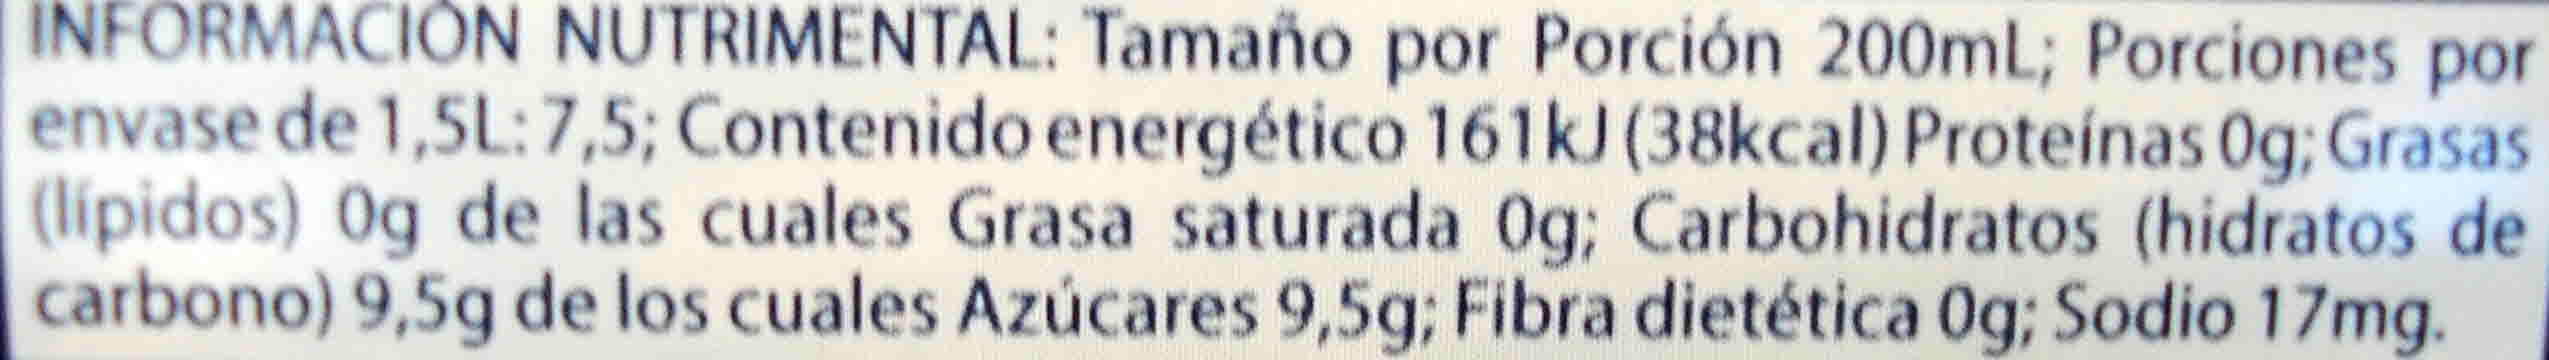 INFORMACIÓN NUTRIMENTAL: Tamaño por Porción 200mL; Porciones por
envase de 1,5L: 7,5; Contenido energético 161kJ (38kcal) Proteínas 0g; Grasas
(lípidos) 0g de las cuales Grasa saturada 0g; Carbohidratos (hidratos de
carbono) 9,5g de los cuales Azúcares 9,5g; Fibra dietética 0g; Sodio 17mg.